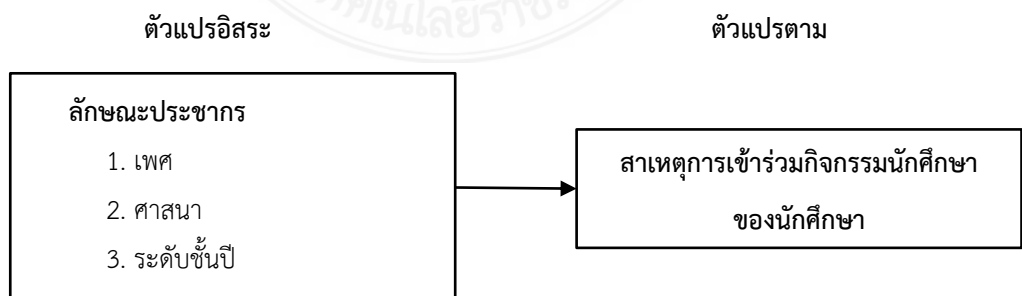 ตัวแปรอิสระ ตัวแปรตาม
ลักษณะประชากร
1. เพศ
2. ศาสนา
3. ระดับชั้นปี
สาเหตุการเข้าร่วมกิจกรรมนักศึกษา
ของนักศึกษา